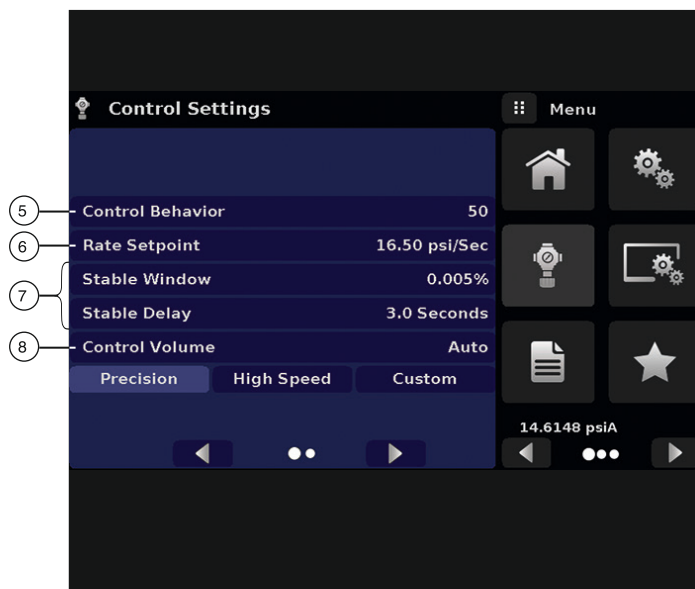 Control Settings
Menu
5
Control Behavior 50
6
Rate Setpoint 16.50 psi/Sec
7
Stable Window 0.005%
Stable Delay 3.0 Seconds
8
Control Volume Auto
Precision High Speed Custom
14.6148 psiA